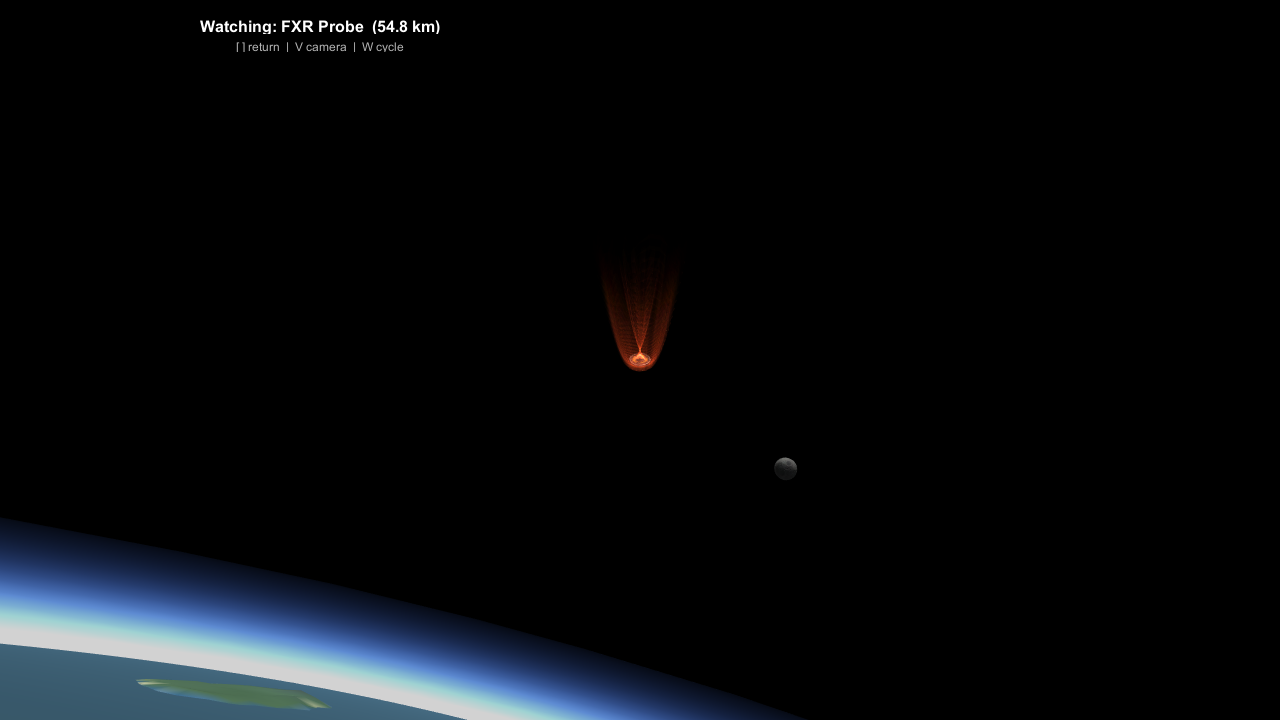 Watching: FXR Probe (54.8 km)
[ ] return | V camera | W cycle